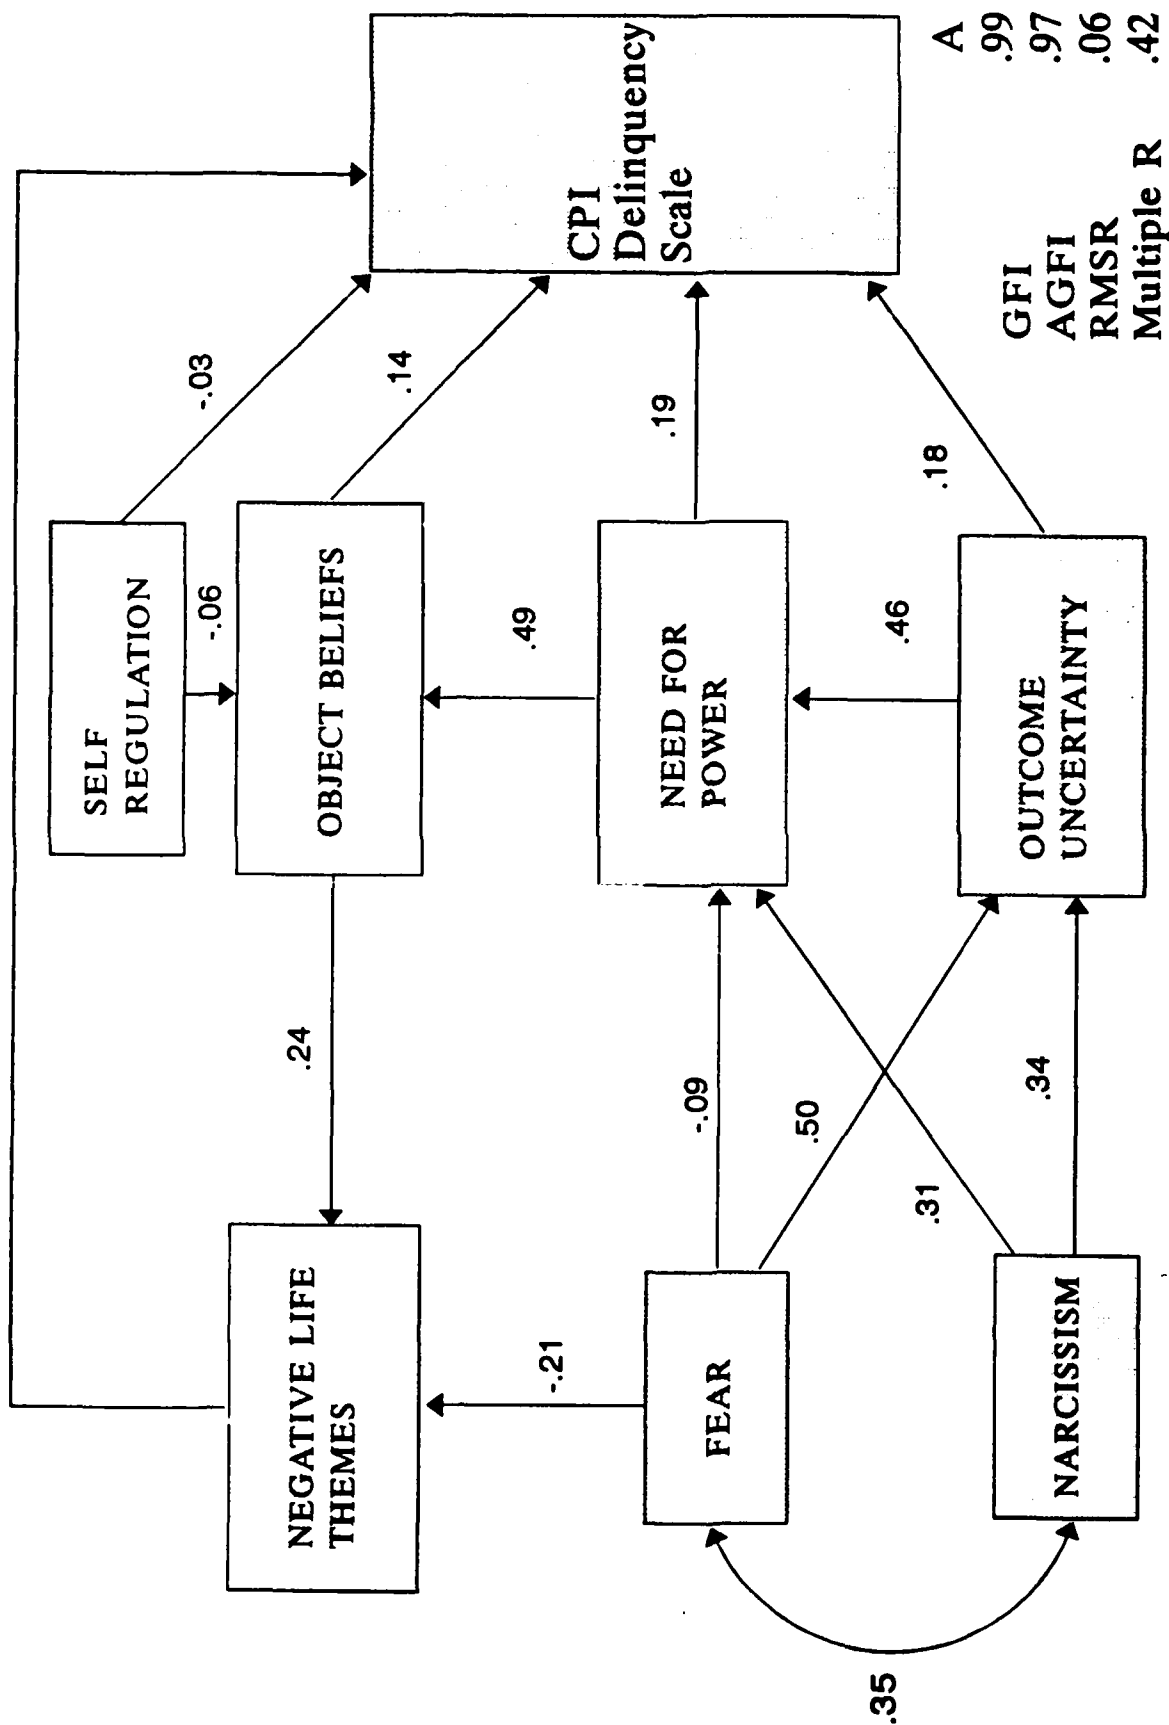 SELF
REGULATION
-.03
-.06
OBJECT BELIEFS
.14
CPI
Delinquency
Scale
NEGATIVE LIFE
THEMES
.24
.49
-.21
NEED FOR
POWER
.19
FEAR
-.09
.50
.46
.18
.31
.35
NARCISSISM
.34
OUTCOME
UNCERTAINTY
A
GFI .99
AGFI .97
RMSR .06
Multiple R .42